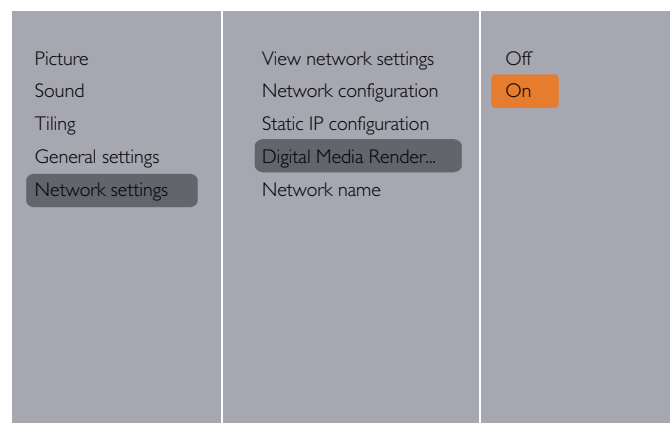 Picture
Sound
Tiling
General settings
Network settings
View network settings
Network configuration
Static IP configuration
Digital Media Render...
Network name
Off
On